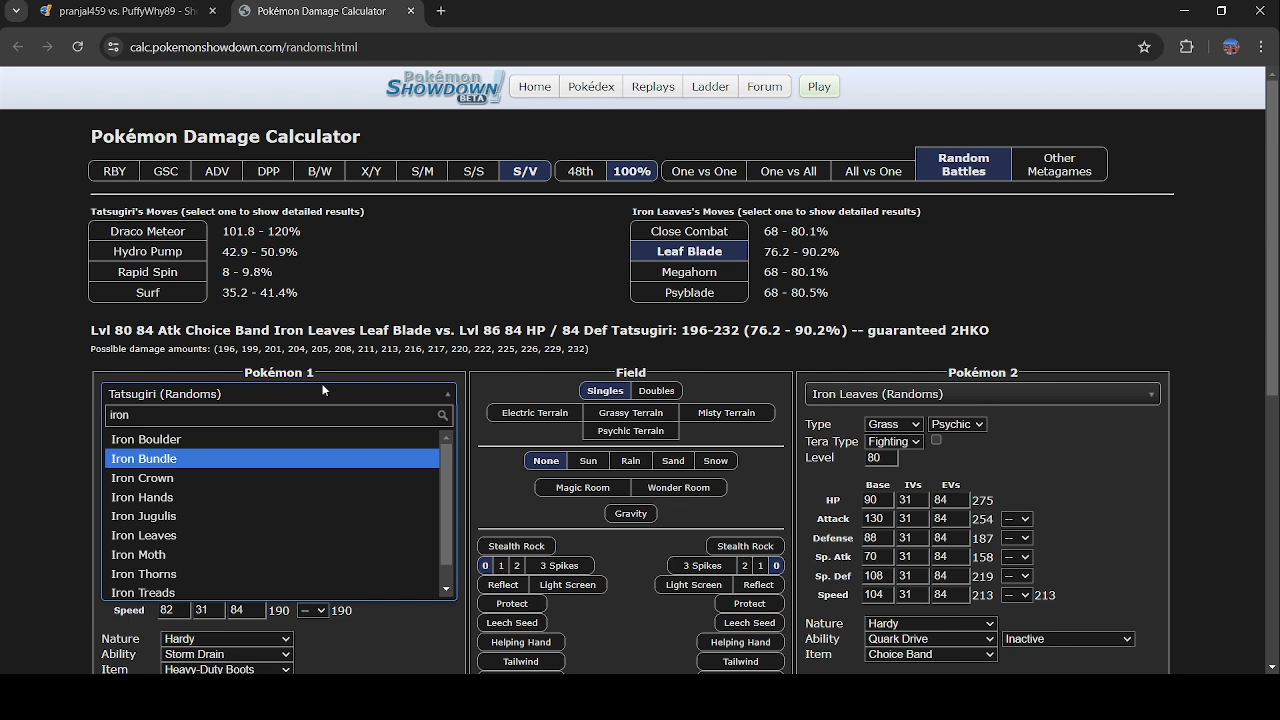 pranjal459 vs. PuffyWhy89 - Sh
Pokémon Damage Calculator
calc.pokemonshowdown.com/randoms.html
Pokémon SHOWDOWN! BETA
Home Pokédex Replays Ladder Forum Play
Pokémon Damage Calculator
RBY GSC ADV DPP B/W X/Y S/M S/S S/V 48th 100% One vs One One vs All All vs One Random Battles Other Metagames
Tatsugiri's Moves (select one to show detailed results) Iron Leaves's Moves (select one to show detailed results)
Draco Meteor 101.8 - 120% Close Combat 68 - 80.1%
Hydro Pump 42.9 - 50.9% Leaf Blade 76.2 - 90.2%
Rapid Spin 8 - 9.8% Megahorn 68 - 80.1%
Surf 35.2 - 41.4% Psyblade 68 - 80.5%
Lvl 80 84 Atk Choice Band Iron Leaves Leaf Blade vs. Lvl 86 84 HP / 84 Def Tatsugiri: 196-232 (76.2 - 90.2%) -- guaranteed 2HKO
Possible damage amounts: (196, 199, 201, 204, 205, 208, 211, 213, 216, 217, 220, 222, 225, 226, 229, 232)
Pokémon 1
Tatsugiri (Randoms)
iron
Iron Boulder
Iron Bundle
Iron Crown
Iron Hands
Iron Jugulis
Iron Leaves
Iron Moth
Iron Thorns
Iron Treads
Speed 82 31 84 190 -- 190
Nature Hardy
Ability Storm Drain
Item Heavy-Duty Boots
Field
Singles Doubles
Electric Terrain Grassy Terrain Misty Terrain
Psychic Terrain
None Sun Rain Sand Snow
Magic Room Wonder Room
Gravity
Stealth Rock Stealth Rock
0 1 2 3 Spikes 3 Spikes 2 1 0
Reflect Light Screen Light Screen Reflect
Protect Protect
Leech Seed Leech Seed
Helping Hand Helping Hand
Tailwind Tailwind
Pokémon 2
Iron Leaves (Randoms)
Type Grass Psychic
Tera Type Fighting
Level 80
Base IVs EVs
HP 90 31 84 275
Attack 130 31 84 254 --
Defense 88 31 84 187 --
Sp. Atk 70 31 84 158 --
Sp. Def 108 31 84 219 --
Speed 104 31 84 213 -- 213
Nature Hardy
Ability Quark Drive Inactive
Item Choice Band